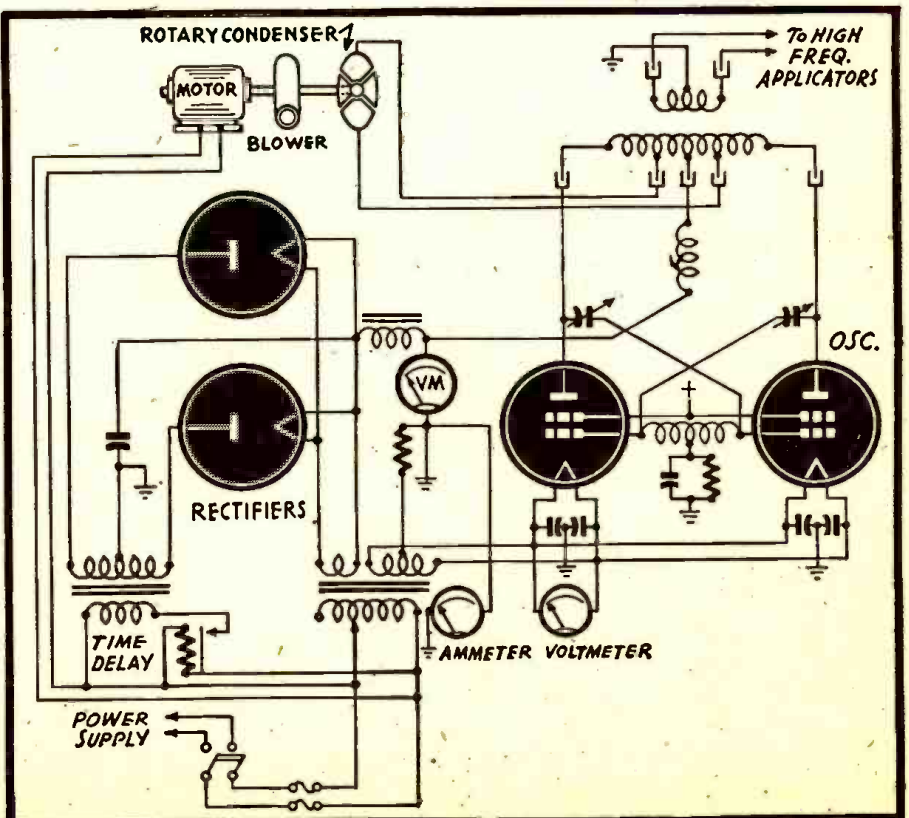 ROTARY CONDENSER
To HIGH
FREQ.
APPLICATORS
MOTOR
BLOWER
OSC.
VM
+
RECTIFIERS
TIME
DELAY
AMMETER VOLTMETER
POWER
SUPPLY